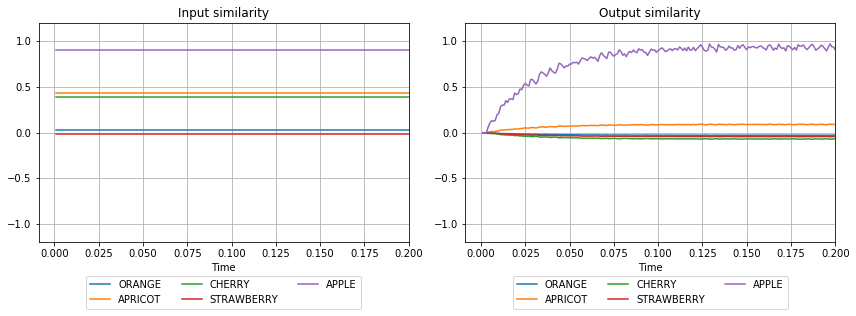 Input similarity
1.0
0.5
0.0
−0.5
−1.0
0.000 0.025 0.050 0.075 0.100 0.125 0.150 0.175 0.200
Time
ORANGE CHERRY APPLE
APRICOT STRAWBERRY
Output similarity
1.0
0.5
0.0
−0.5
−1.0
0.000 0.025 0.050 0.075 0.100 0.125 0.150 0.175 0.200
Time
ORANGE CHERRY APPLE
APRICOT STRAWBERRY